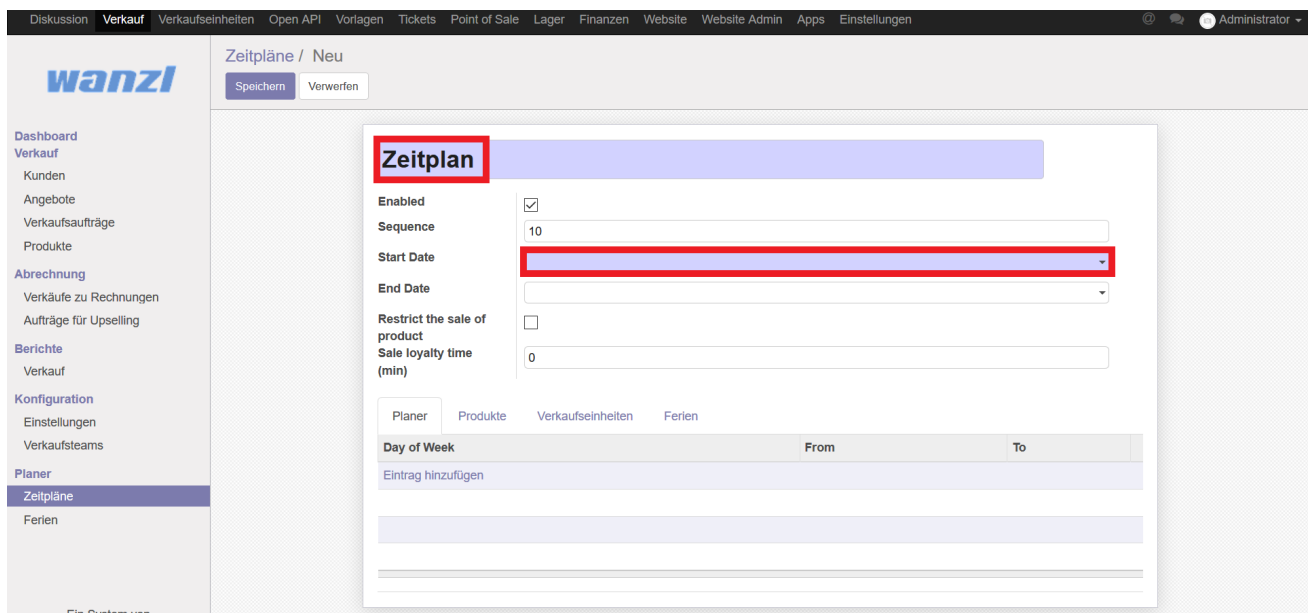 Diskussion Verkauf Verkaufseinheiten Open API Vorlagen Tickets Point of Sale Lager Finanzen Website Website Admin Apps Einstellungen @ Administrator
wanzl
Zeitpläne / Neu
Speichern Verwerfen
Dashboard
Verkauf
Kunden
Angebote
Verkaufsaufträge
Produkte
Abrechnung
Verkäufe zu Rechnungen
Aufträge für Upselling
Berichte
Verkauf
Konfiguration
Einstellungen
Verkaufsteams
Planer
Zeitpläne
Ferien
Ein System von
Zeitplan
Enabled
Sequence 10
Start Date
End Date
Restrict the sale of
product
Sale loyalty time
(min) 0
Planer Produkte Verkaufseinheiten Ferien
Day of Week From To
Eintrag hinzufügen